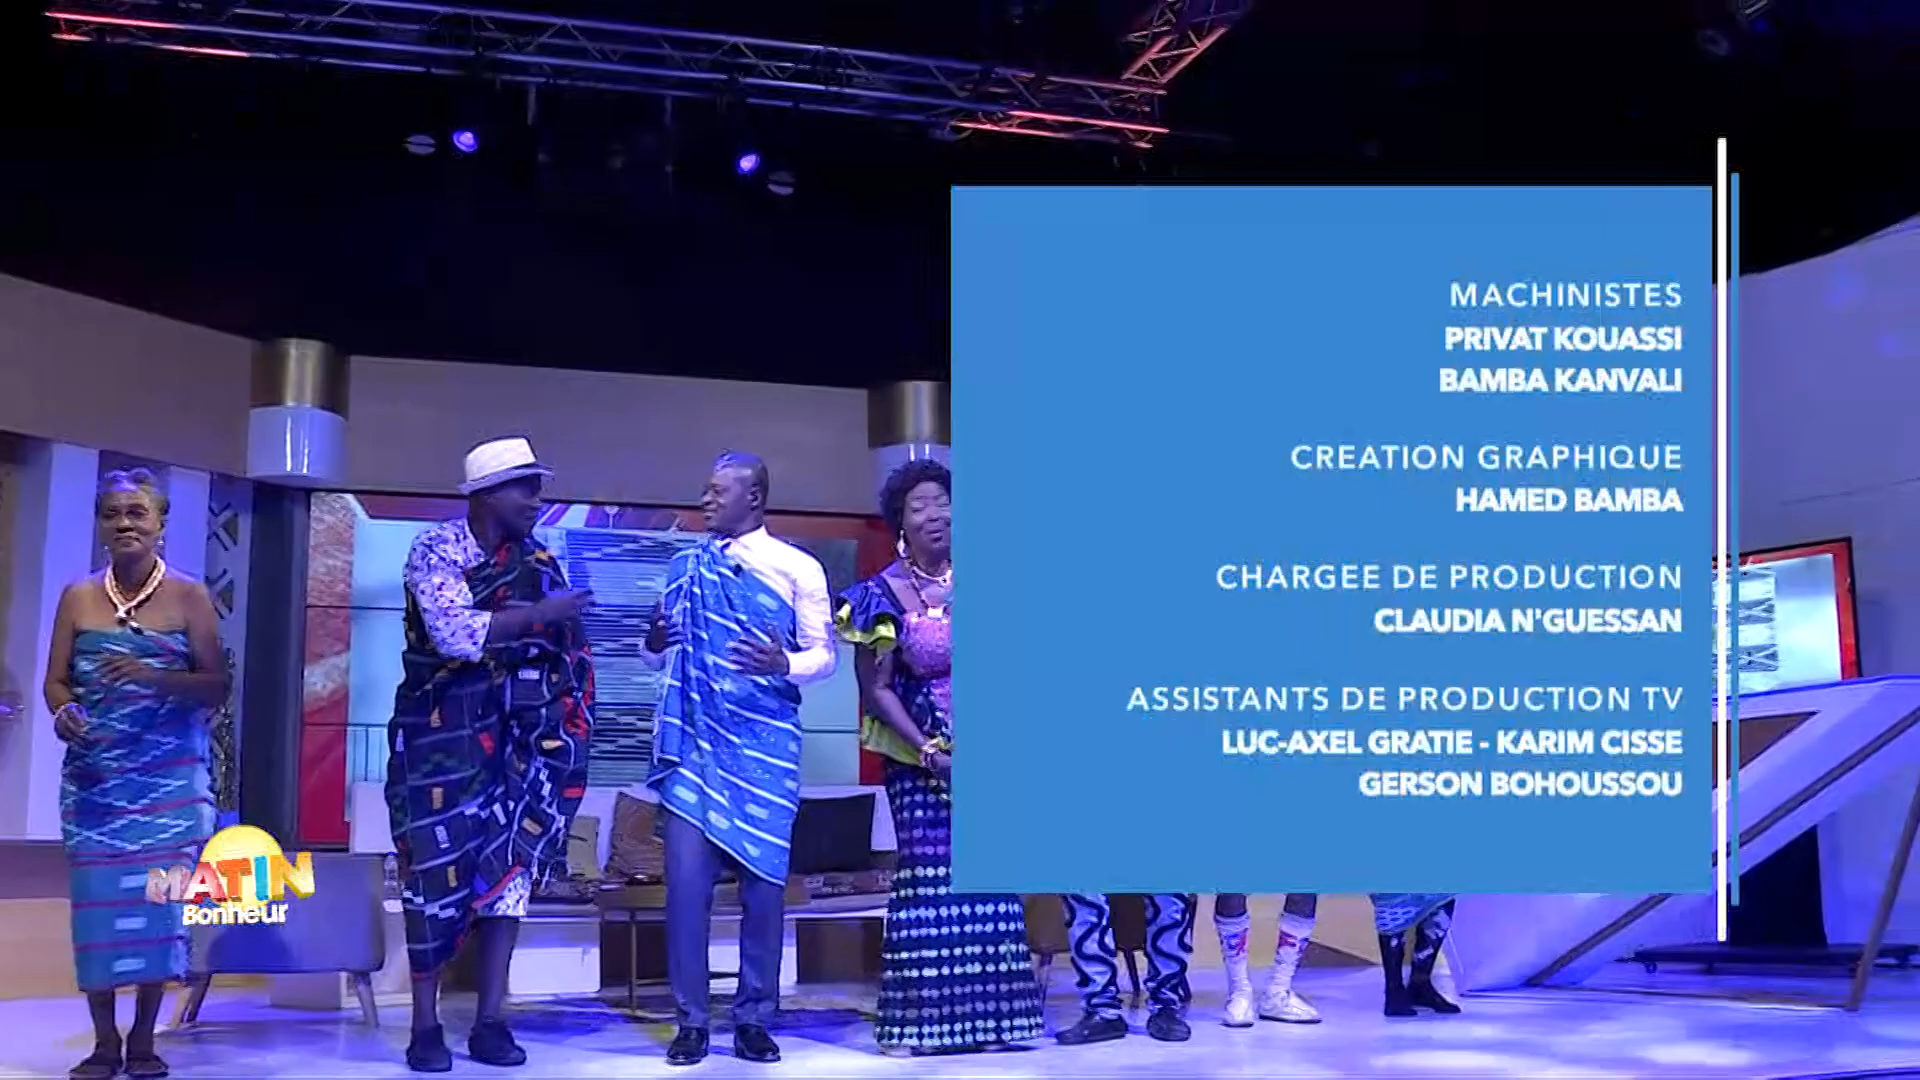 MACHINISTES
PRIVAT KOUASSI
BAMBA KANVALI
CREATION GRAPHIQUE
HAMED BAMBA
CHARGEE DE PRODUCTION
CLAUDIA N'GUESSAN
ASSISTANTS DE PRODUCTION TV
LUC-AXEL GRATIE - KARIM CISSE
GERSON BOHOUSSOU
MATIN
Bonheur